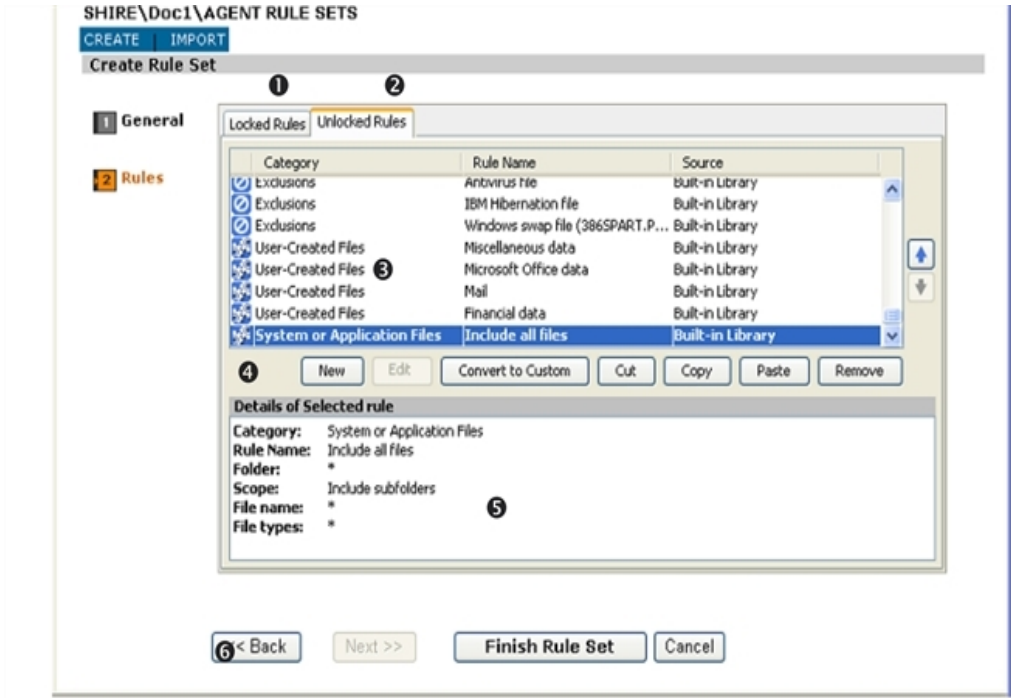 SHIRE\Doc1\AGENT RULE SETS
CREATE | IMPORT
Create Rule Set
❶ ❷
1 General
Locked Rules Unlocked Rules
Category Rule Name Source
Exclusions Antivirus file Built-in Library
Exclusions IBM Hibernation file Built-in Library
Exclusions Windows swap file (386SPART.P... Built-in Library
2 Rules
User-Created Files Miscellaneous data Built-in Library
User-Created Files ❸ Microsoft Office data Built-in Library
User-Created Files Mail Built-in Library
User-Created Files Financial data Built-in Library
System or Application Files Include all files Built-in Library
❹ New Edit Convert to Custom Cut Copy Paste Remove
Details of Selected rule
Category: System or Application Files
Rule Name: Include all files
Folder: *
Scope: Include subfolders
File name: * ❺
File types: *
❻ < Back Next >> Finish Rule Set Cancel